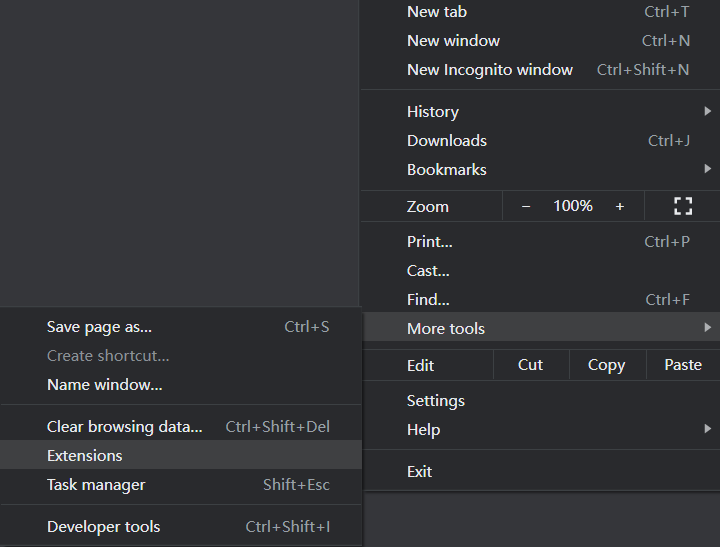 New tab Ctrl+T
New window Ctrl+N
New Incognito window Ctrl+Shift+N
History
Downloads Ctrl+J
Bookmarks
Zoom − 100% +
Print... Ctrl+P
Cast...
Find... Ctrl+F
More tools
Edit Cut Copy Paste
Settings
Help
Exit
Save page as... Ctrl+S
Create shortcut...
Name window...
Clear browsing data... Ctrl+Shift+Del
Extensions
Task manager Shift+Esc
Developer tools Ctrl+Shift+I